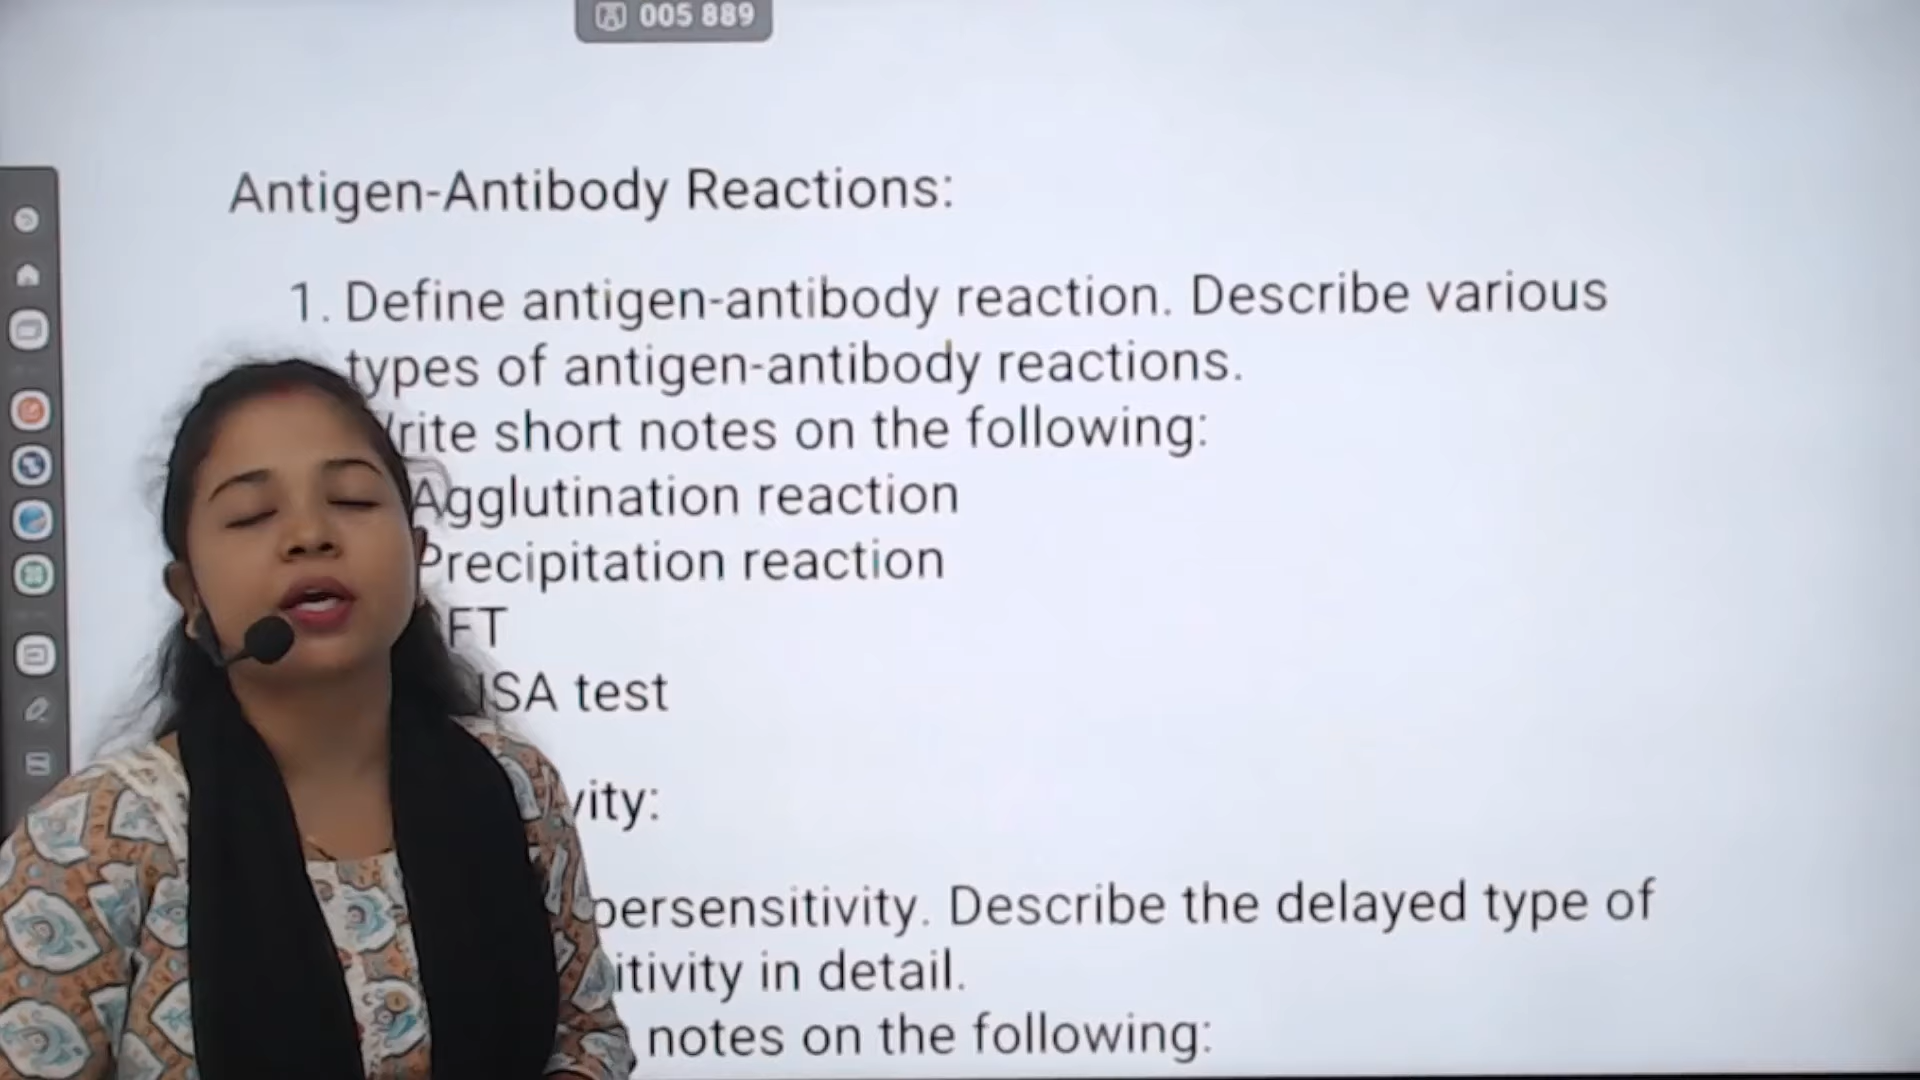 005 889
Antigen-Antibody Reactions:
1. Define antigen-antibody reaction. Describe various
types of antigen-antibody reactions.
rite short notes on the following:
Agglutination reaction
Precipitation reaction
FT
ISA test
vity:
persensitivity. Describe the delayed type of
itivity in detail.
notes on the following: